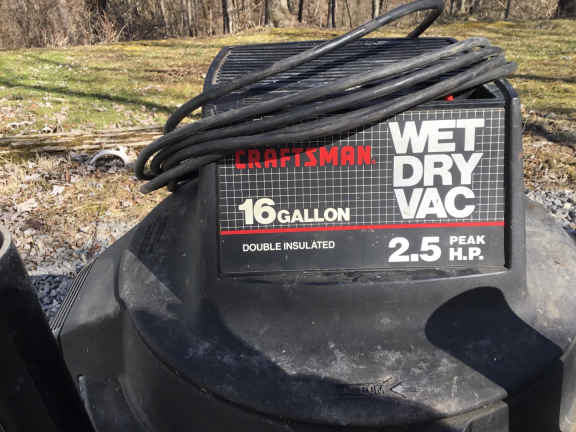 CRAFTSMAN
WET
DRY
VAC
16 GALLON
DOUBLE INSULATED
2.5 PEAK
H.P.